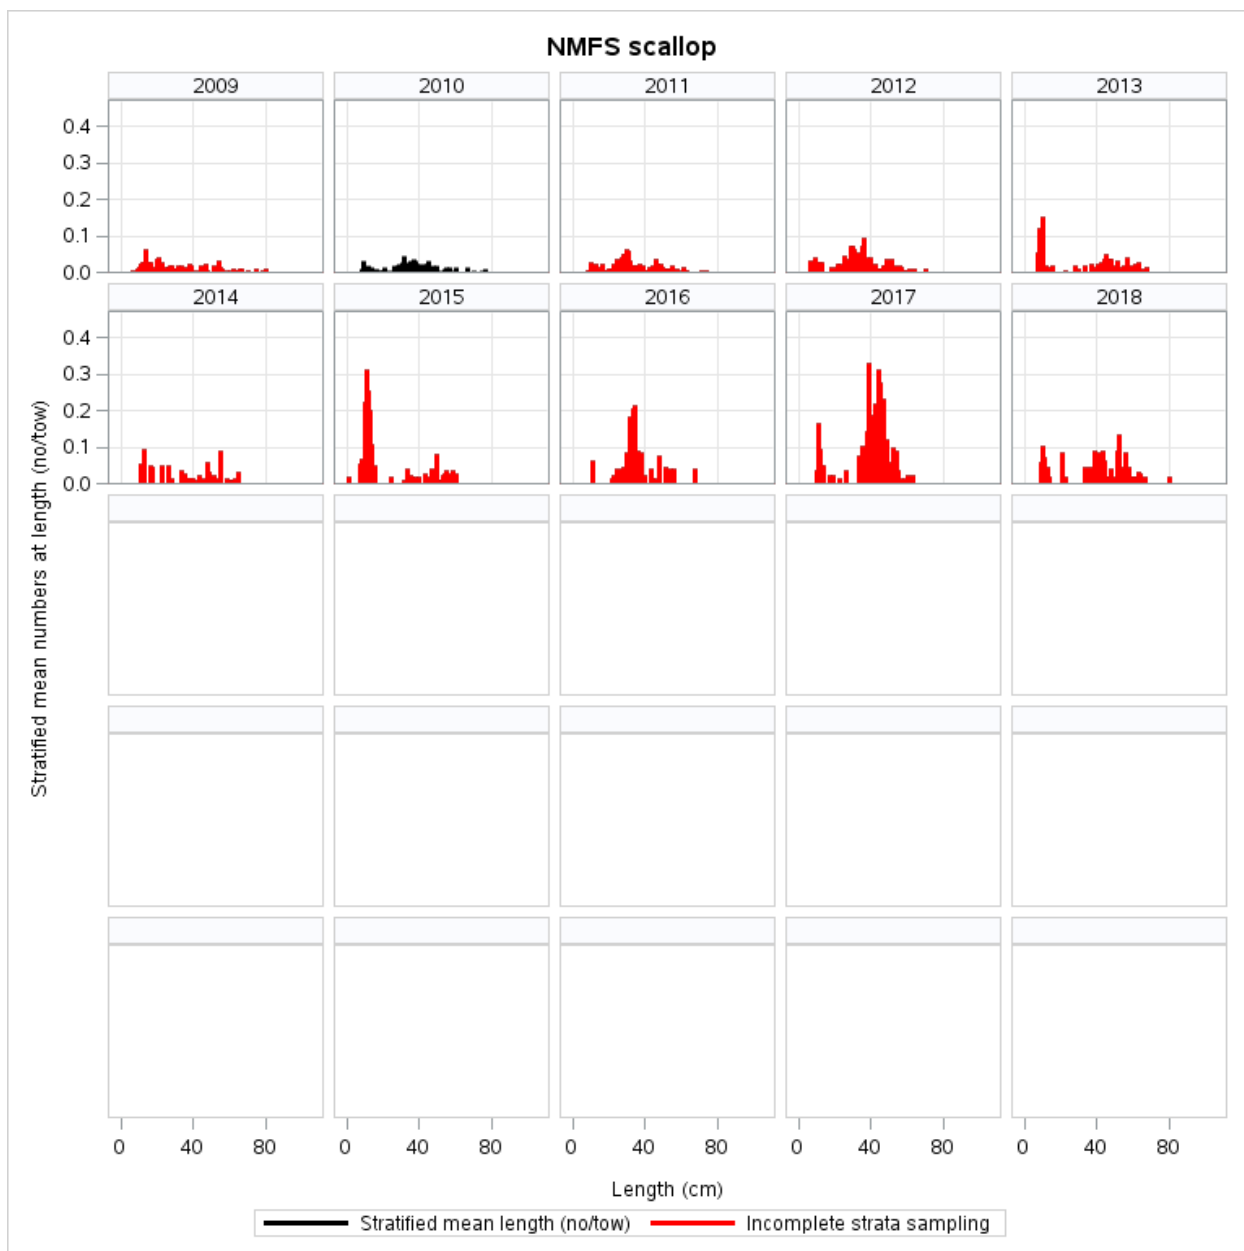 NMFS scallop
2009 2010 2011 2012 2013
0.4
0.3
0.2
0.1
0.0
2014 2015 2016 2017 2018
0.4
0.3
0.2
0.1
0.0
Stratified mean numbers at length (no/tow)
0 40 80 0 40 80 0 40 80 0 40 80 0 40 80
Length (cm)
Stratified mean length (no/tow) Incomplete strata sampling